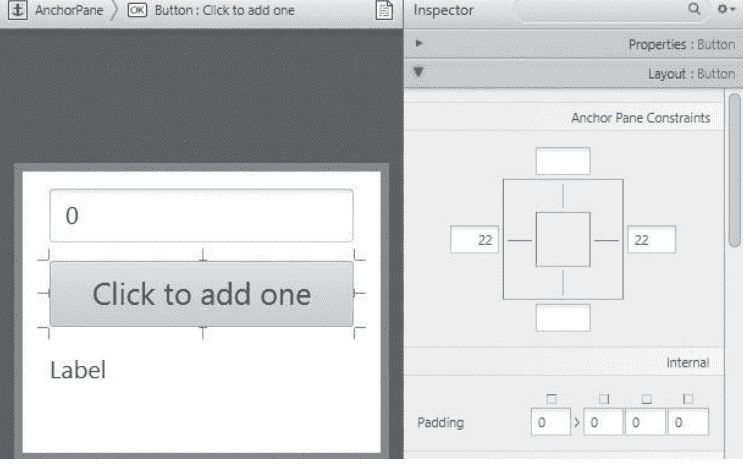 AnchorPane
OK Button : Click to add one
Inspector
Properties : Button
Layout : Button
Anchor Pane Constraints
22
22
0
Click to add one
Label
Internal
Padding
0 0 0 0